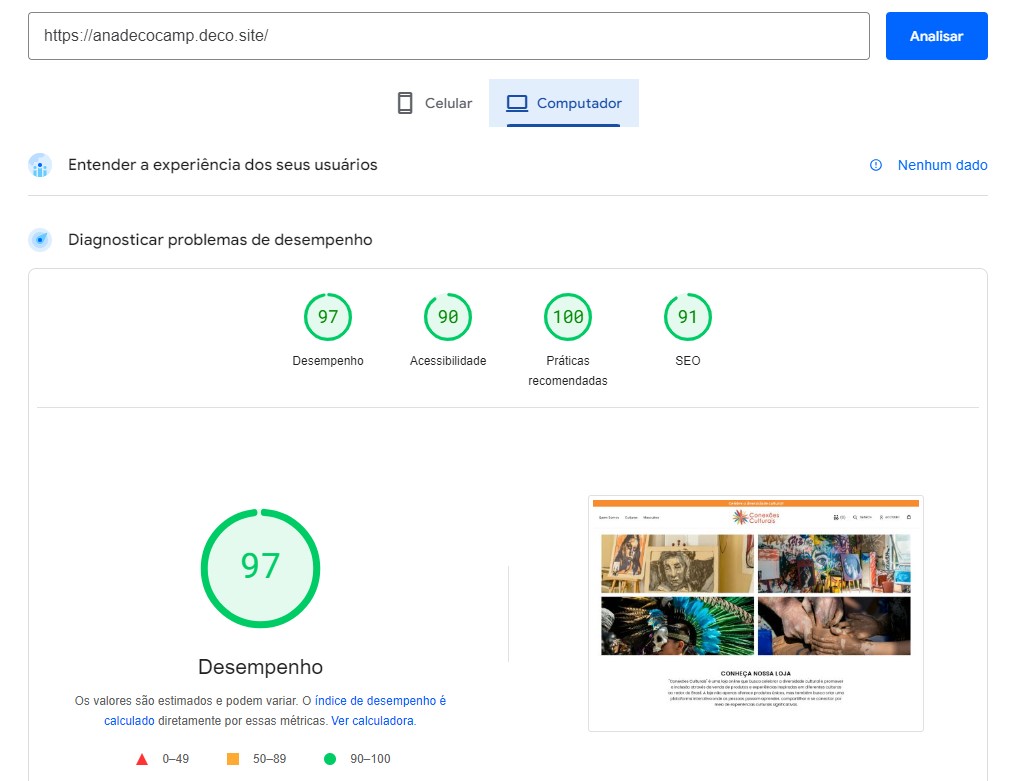 https://anadecocamp.deco.site/
Analisar
Celular
Computador
Entender a experiência dos seus usuários
Nenhum dado
Diagnosticar problemas de desempenho
97
90
100
91
Desempenho
Acessibilidade
Práticas
recomendadas
SEO
97
Desempenho
Os valores são estimados e podem variar. O índice de desempenho é
calculado diretamente por essas métricas. Ver calculadora.
0–49
50–89
90–100
Conexões
Culturais
CONHEÇA NOSSA LOJA